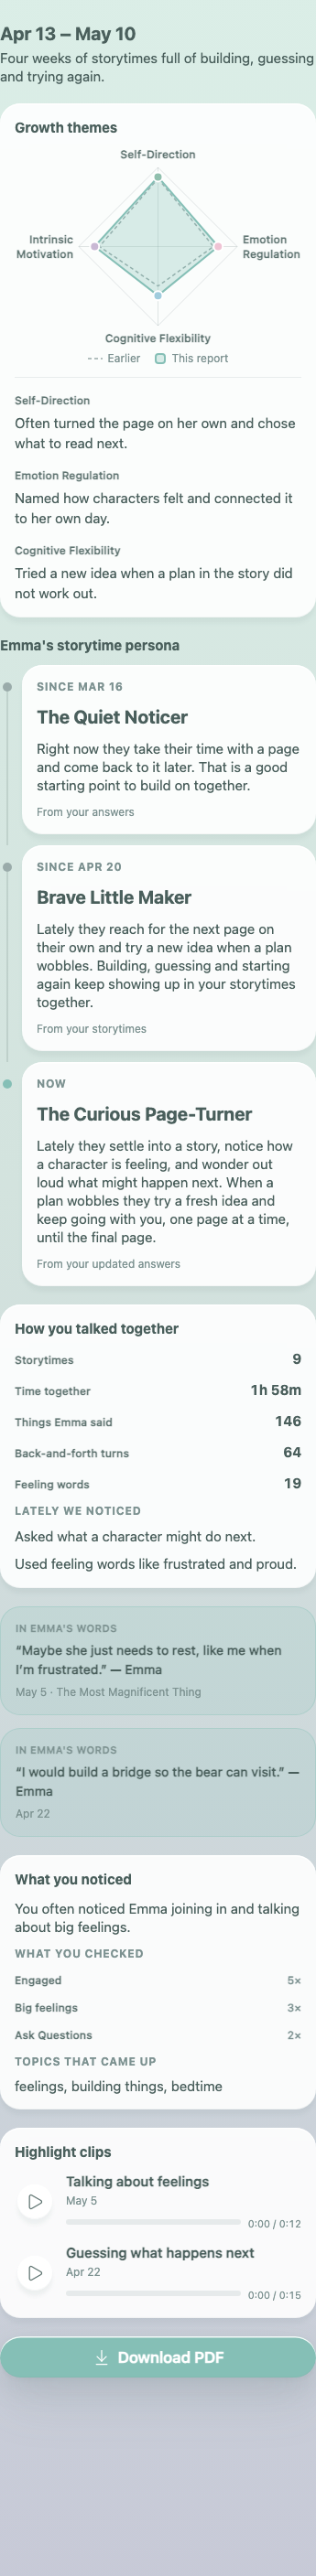 Apr 13 – May 10
Four weeks of storytimes full of building, guessing
and trying again.
Growth themes
Self-Direction
Intrinsic
Motivation
Emotion
Regulation
Cognitive Flexibility
Earlier
This report
Self-Direction
Often turned the page on her own and chose
what to read next.
Emotion Regulation
Named how characters felt and connected it
to her own day.
Cognitive Flexibility
Tried a new idea when a plan in the story did
not work out.
Emma's storytime persona
SINCE MAR 16
The Quiet Noticer
Right now they take their time with a page
and come back to it later. That is a good
starting point to build on together.
From your answers
SINCE APR 20
Brave Little Maker
Lately they reach for the next page on
their own and try a new idea when a plan
wobbles. Building, guessing and starting
again keep showing up in your storytimes
together.
From your storytimes
NOW
The Curious Page-Turner
Lately they settle into a story, notice how
a character is feeling, and wonder out
loud what might happen next. When a
plan wobbles they try a fresh idea and
keep going with you, one page at a time,
until the final page.
From your updated answers
How you talked together
Storytimes 9
Time together 1h 58m
Things Emma said 146
Back-and-forth turns 64
Feeling words 19
LATELY WE NOTICED
Asked what a character might do next.
Used feeling words like frustrated and proud.
IN EMMA'S WORDS
“Maybe she just needs to rest, like me when
I’m frustrated.” — Emma
May 5 · The Most Magnificent Thing
IN EMMA'S WORDS
“I would build a bridge so the bear can visit.” —
Emma
Apr 22
What you noticed
You often noticed Emma joining in and talking
about big feelings.
WHAT YOU CHECKED
Engaged 5×
Big feelings 3×
Ask Questions 2×
TOPICS THAT CAME UP
feelings, building things, bedtime
Highlight clips
Talking about feelings
May 5
0:00 / 0:12
Guessing what happens next
Apr 22
0:00 / 0:15
Download PDF